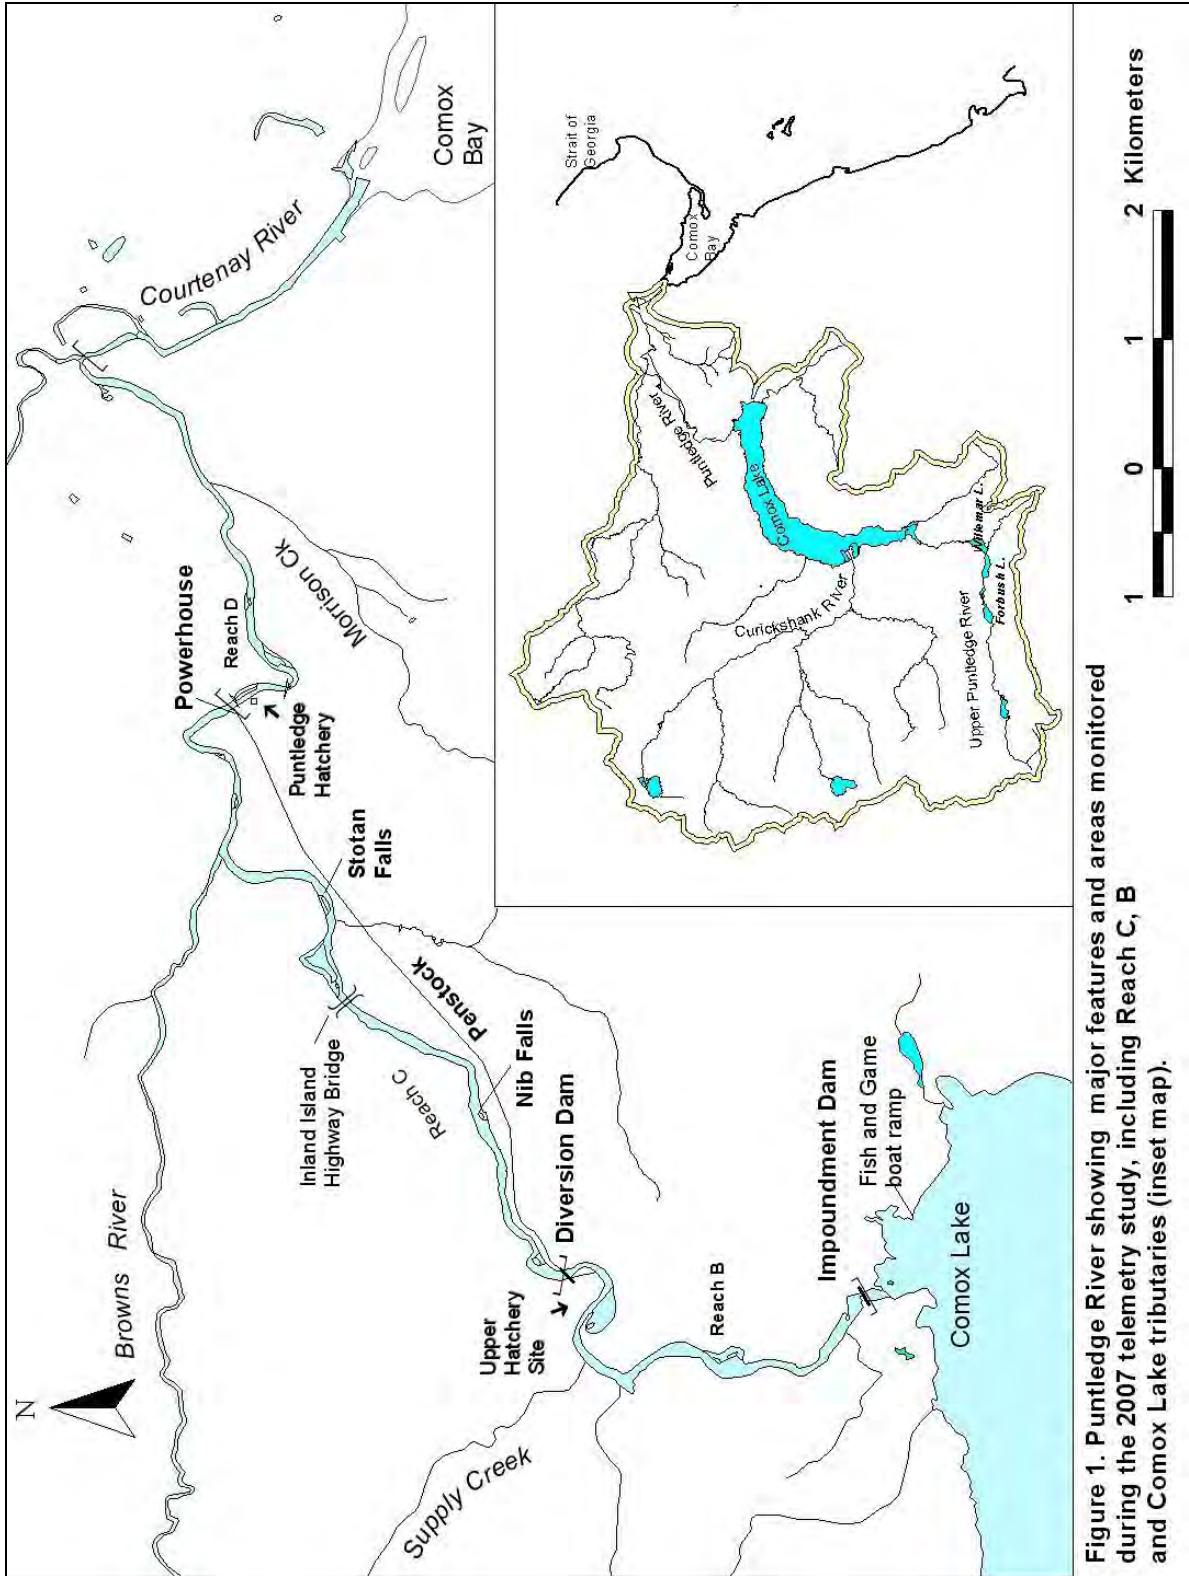 N
Browns River
Courtenay River
Comox
Bay
Powerhouse
Reach D
Puntledge
Hatchery
Morrison Ck
Stotan
Falls
Inland Island
Highway Bridge
Reach C
Penstock
Nib Falls
Diversion Dam
Upper
Hatchery
Site
Supply Creek
Reach B
Impoundment Dam
Fish and Game
boat ramp
Comox Lake
Strait of
Georgia
Comox
Bay
Puntledge River
Comox Lake
Curickshank River
Upper Puntledge River
Willemar L.
Forbush L.
1 0 1 2 Kilometers
Figure 1. Puntledge River showing major features and areas monitored
during the 2007 telemetry study, including Reach C, B
and Comox Lake tributaries (inset map).